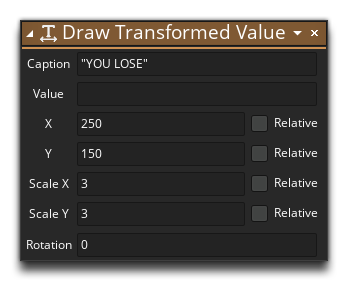 Draw Transformed Value
Caption "YOU LOSE"
Value
X 250 Relative
Y 150 Relative
Scale X 3 Relative
Scale Y 3 Relative
Rotation 0